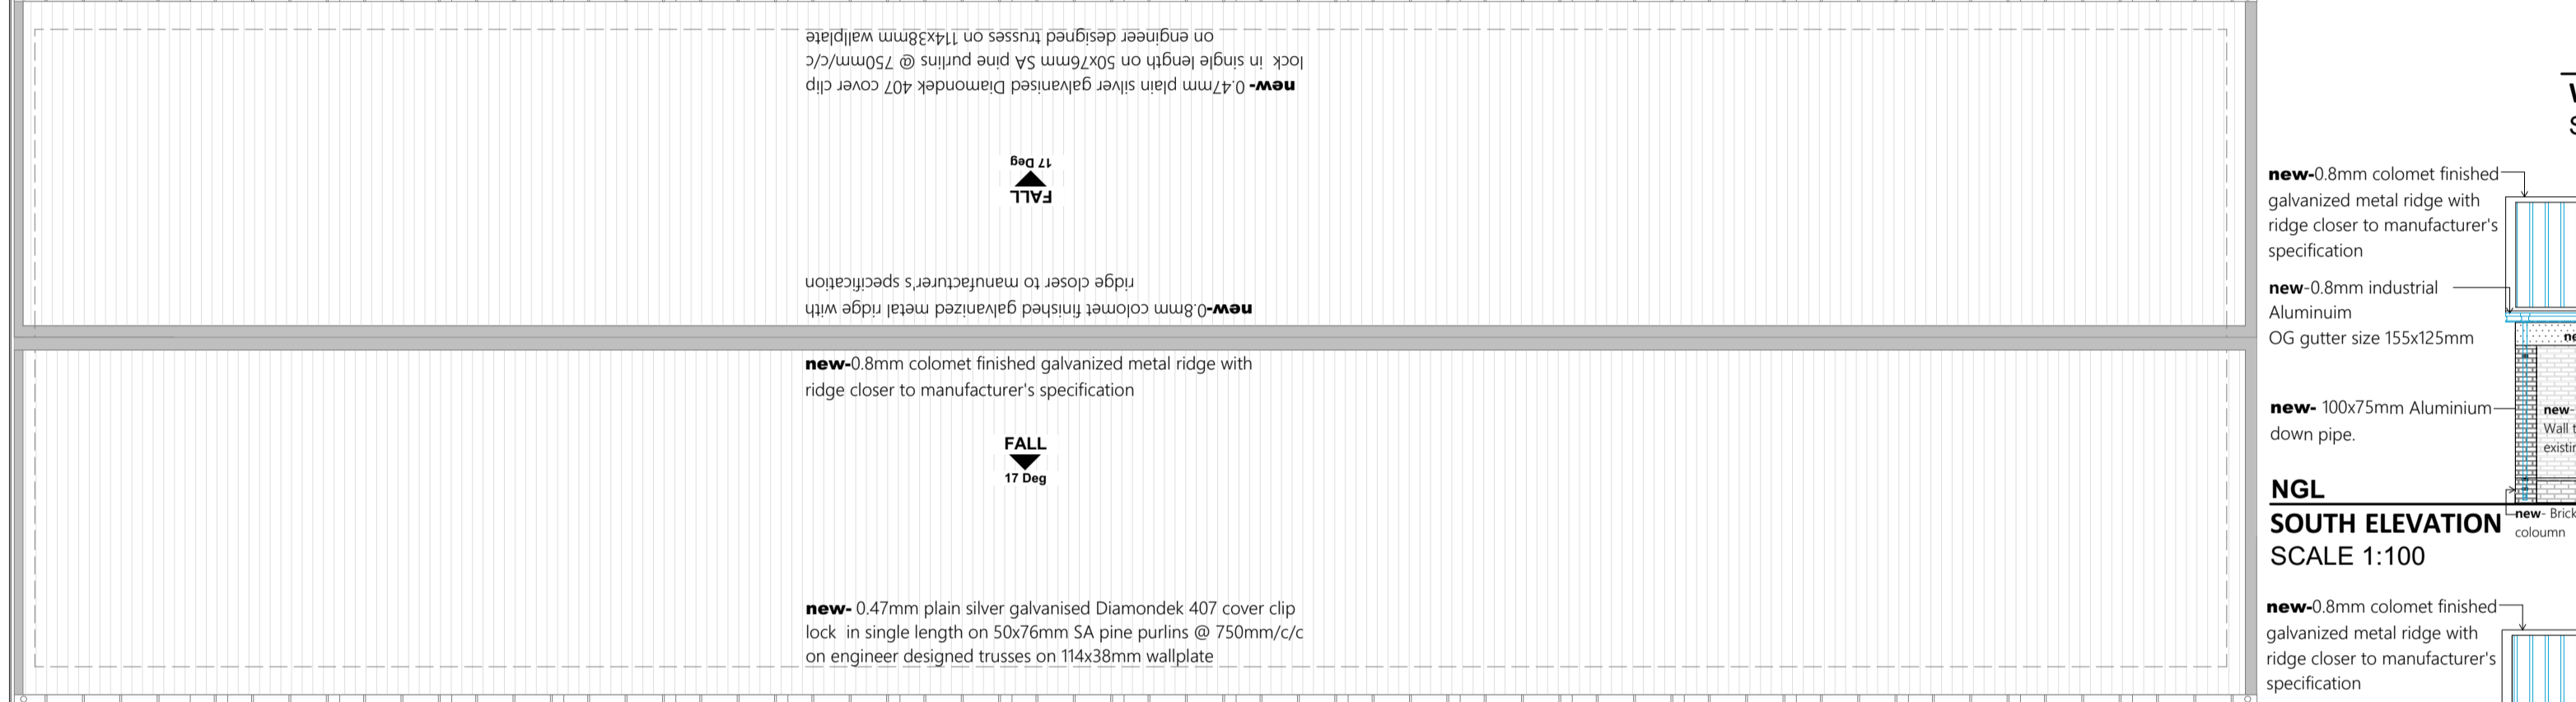 new- 0.47mm plain silver galvanised Diamondek 407 cover clip
lock in single length on 50x76mm SA pine purlins @ 750mm/c/c
on engineer designed trusses on 114x38mm wallplate
FALL
17 Deg
new-0.8mm colomet finished galvanized metal ridge with
ridge closer to manufacturer's specification
new-0.8mm colomet finished galvanized metal ridge with
ridge closer to manufacturer's specification
FALL
17 Deg
new- 0.47mm plain silver galvanised Diamondek 407 cover clip
lock in single length on 50x76mm SA pine purlins @ 750mm/c/c
on engineer designed trusses on 114x38mm wallplate
new-0.8mm colomet finished
galvanized metal ridge with
ridge closer to manufacturer's
specification
new-0.8mm industrial
Aluminuim
OG gutter size 155x125mm
new- 100x75mm Aluminium
down pipe.
new-
Wall
NGL
SOUTH ELEVATION
SCALE 1:100
new- Brick
coloumn
new-0.8mm colomet finished
galvanized metal ridge with
ridge closer to manufacturer's
specification